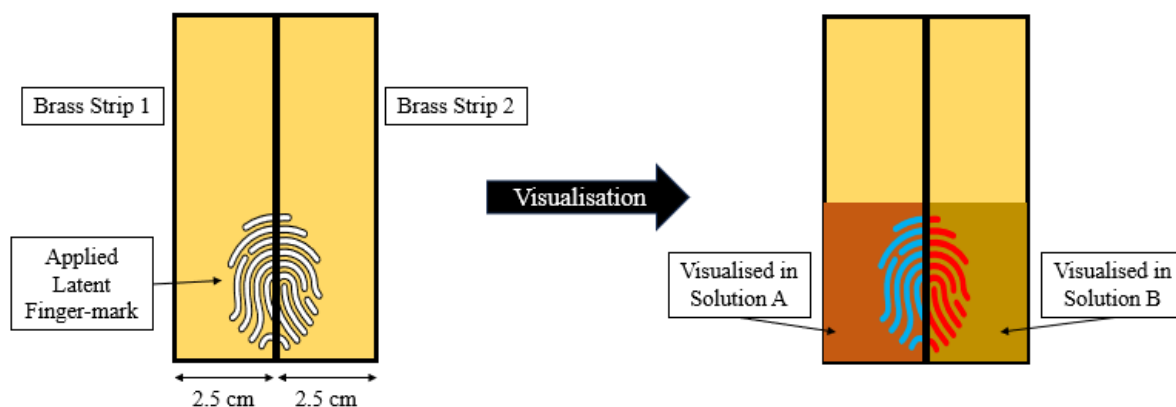 Brass Strip 1
Brass Strip 2
Applied
Latent
Finger-mark
2.5 cm
2.5 cm
Visualisation
Visualised in
Solution A
Visualised in
Solution B